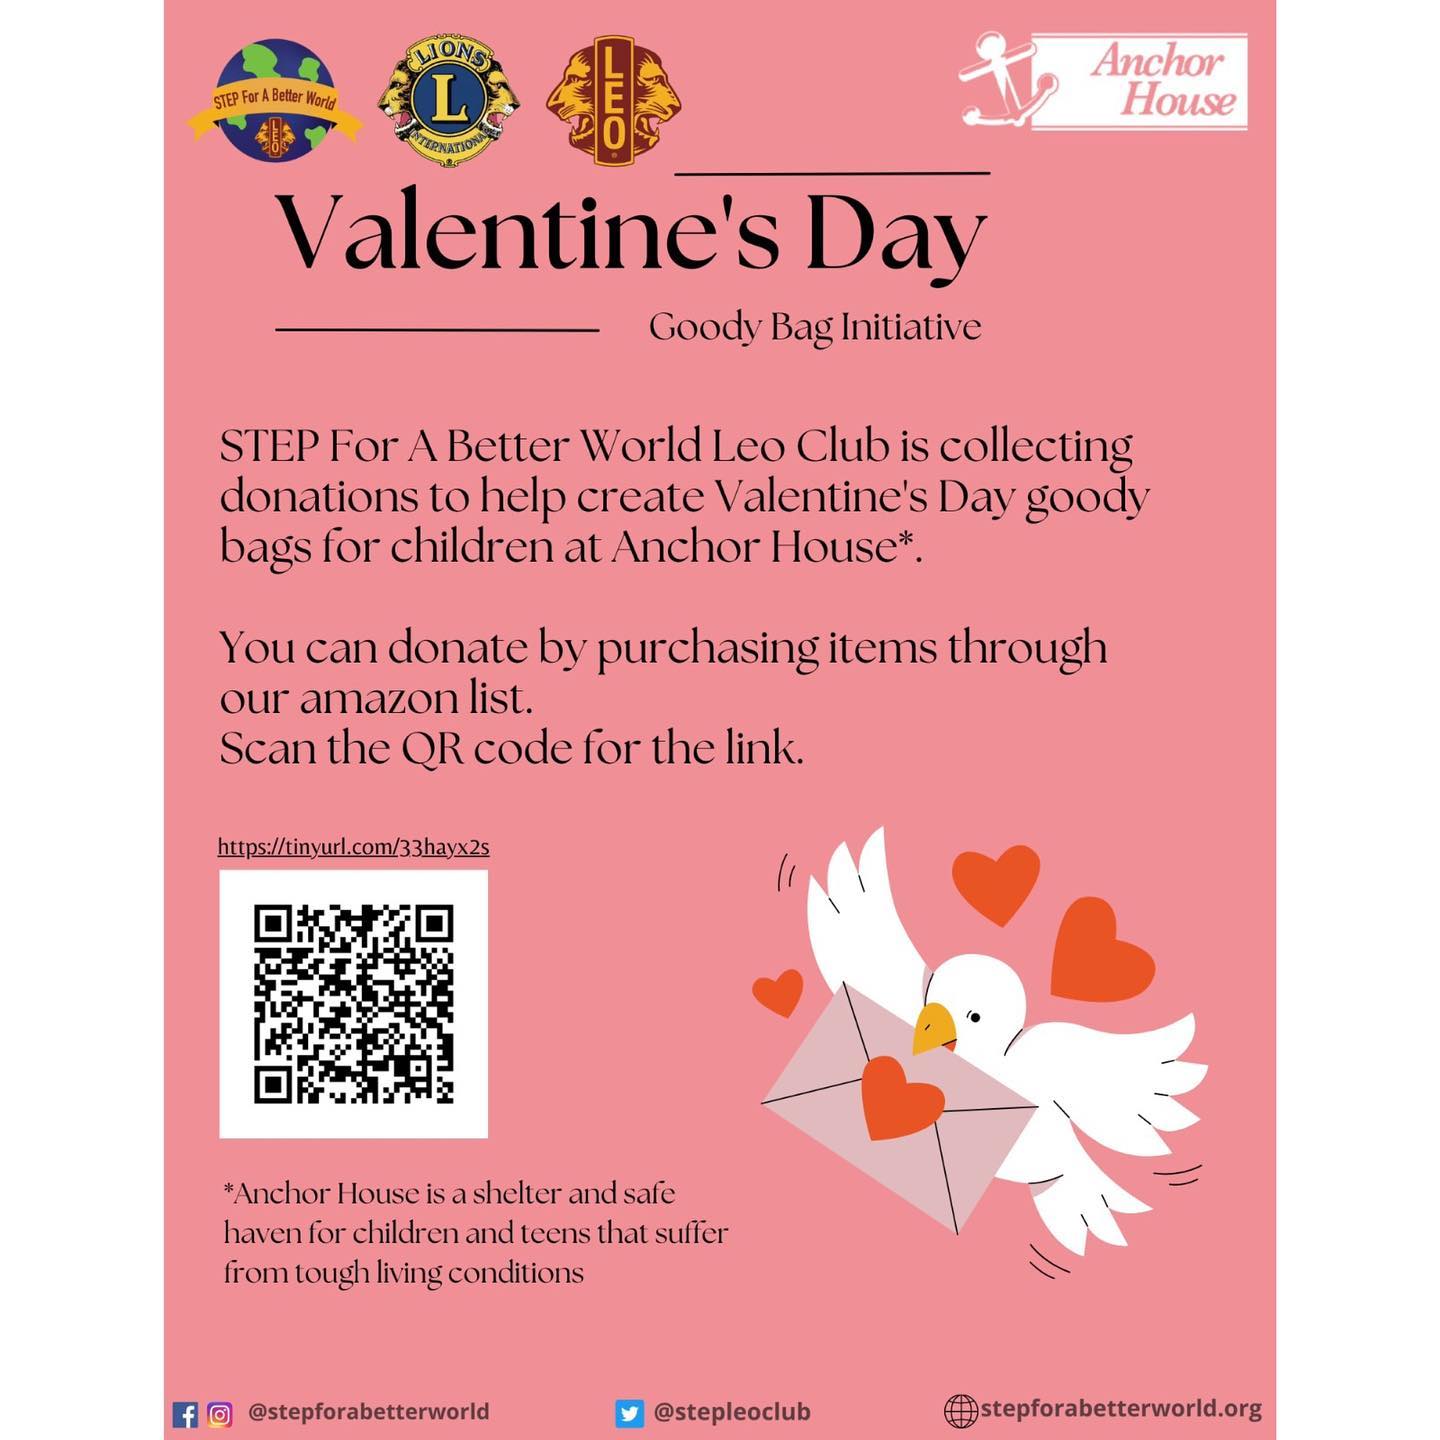 STEP For A Better World
LEO
LIONS
L
INTERNATIONAL
LEO
Anchor
House
Valentine's Day
Goody Bag Initiative
STEP For A Better World Leo Club is collecting
donations to help create Valentine's Day goody
bags for children at Anchor House*.
You can donate by purchasing items through
our amazon list.
Scan the QR code for the link.
https://tinyurl.com/33hayx2s
*Anchor House is a shelter and safe
haven for children and teens that suffer
from tough living conditions
@stepforabetterworld
@stepleoclub
stepforabetterworld.org